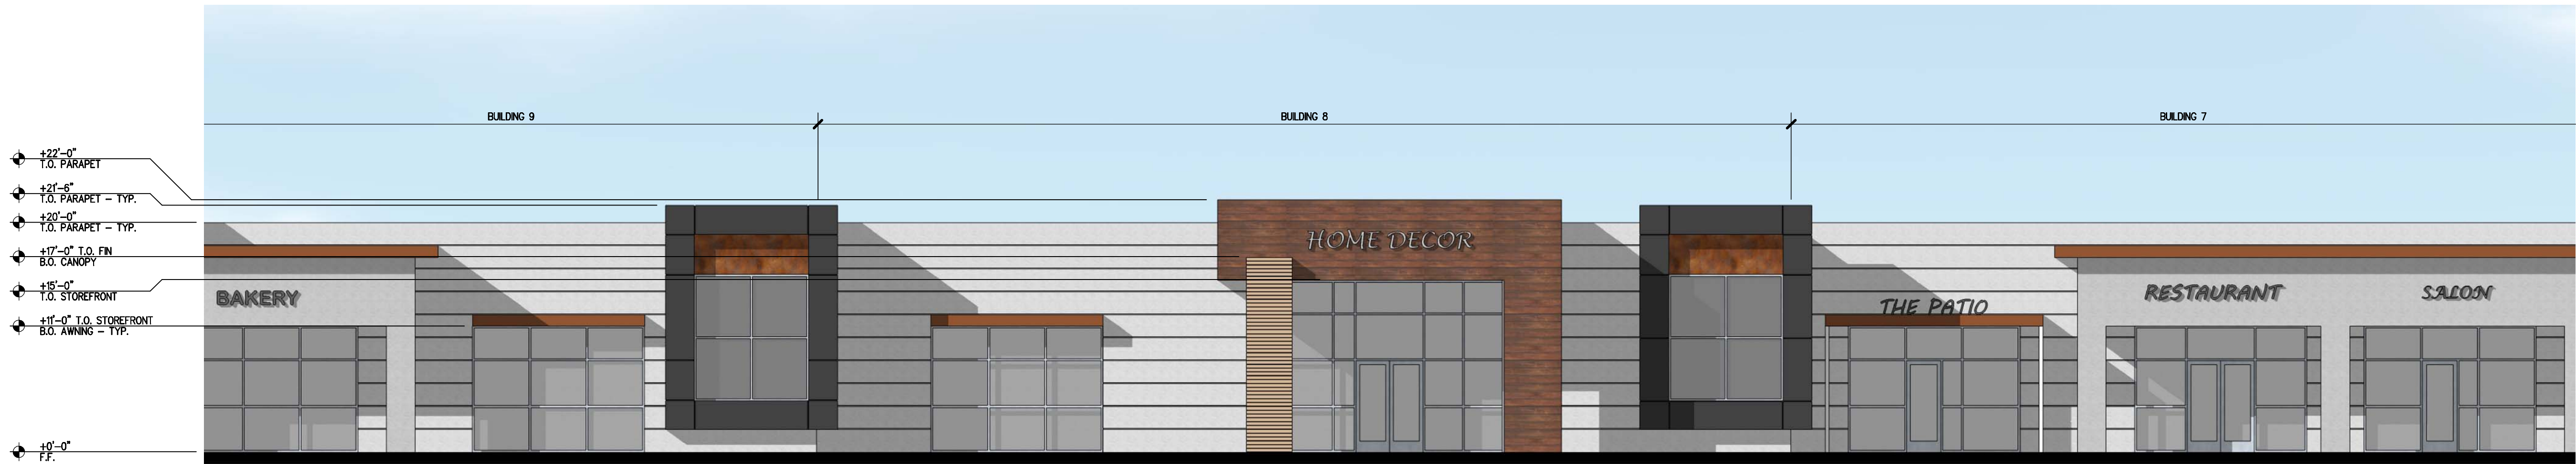 BUILDING 9
BUILDING 8
BUILDING 7
+22'-0"
T.O. PARAPET
+21'-6"
T.O. PARAPET - TYP.
+20'-0"
T.O. PARAPET - TYP.
+17'-0" T.O. FIN
B.O. CANOPY
+15'-0"
T.O. STOREFRONT
+11'-0" T.O. STOREFRONT
B.O. AWNING - TYP.
+0'-0"
F.F.
BAKERY
HOME DECOR
THE PATIO
RESTAURANT
SALON